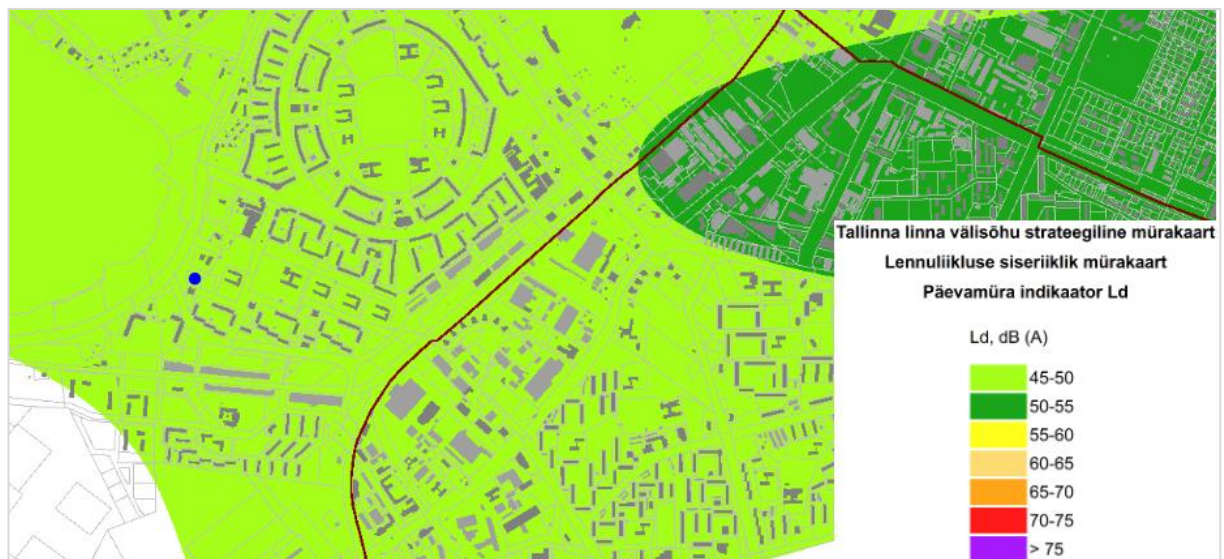 Tallinna linna välisõhu strateegiline mürakaart
Lennuliikluse siseriiklik mürakaart
Päevamüra indikaator Ld
Ld, dB (A)
45-50
50-55
55-60
60-65
65-70
70-75
> 75